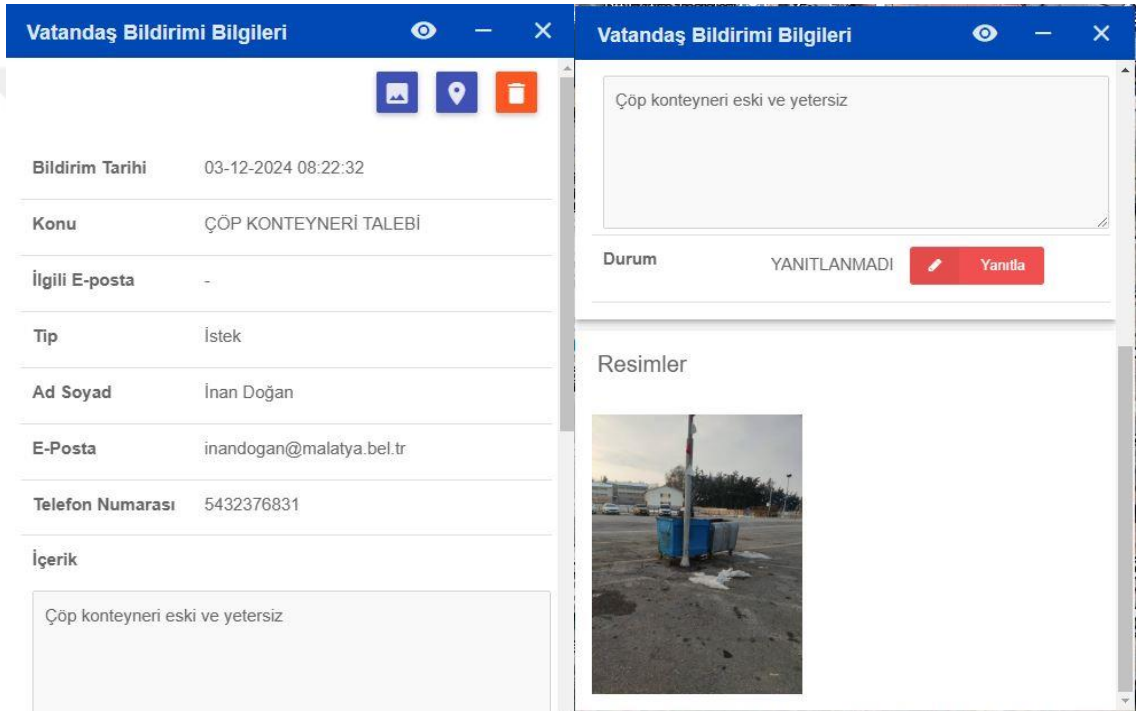 Vatandaş Bildirimi Bilgileri
Bildirim Tarihi 03-12-2024 08:22:32
Konu ÇÖP KONTEYNERİ TALEBİ
İlgili E-posta -
Tip İstek
Ad Soyad İnan Doğan
E-Posta inandogan@malatya.bel.tr
Telefon Numarası 5432376831
İçerik
Çöp konteyneri eski ve yetersiz
Vatandaş Bildirimi Bilgileri
Çöp konteyneri eski ve yetersiz
Durum YANITLANMADI Yanıtla
Resimler